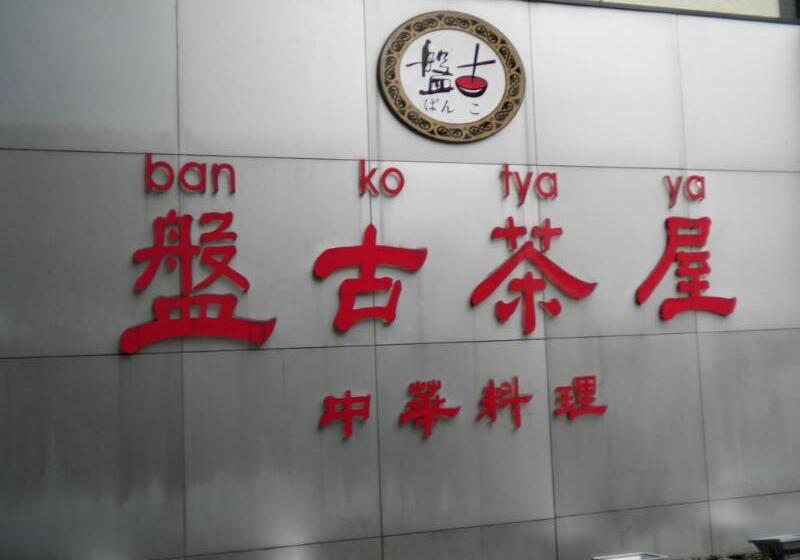 盤古
ばんこ
ban ko tya ya
盤古茶屋
中華料理